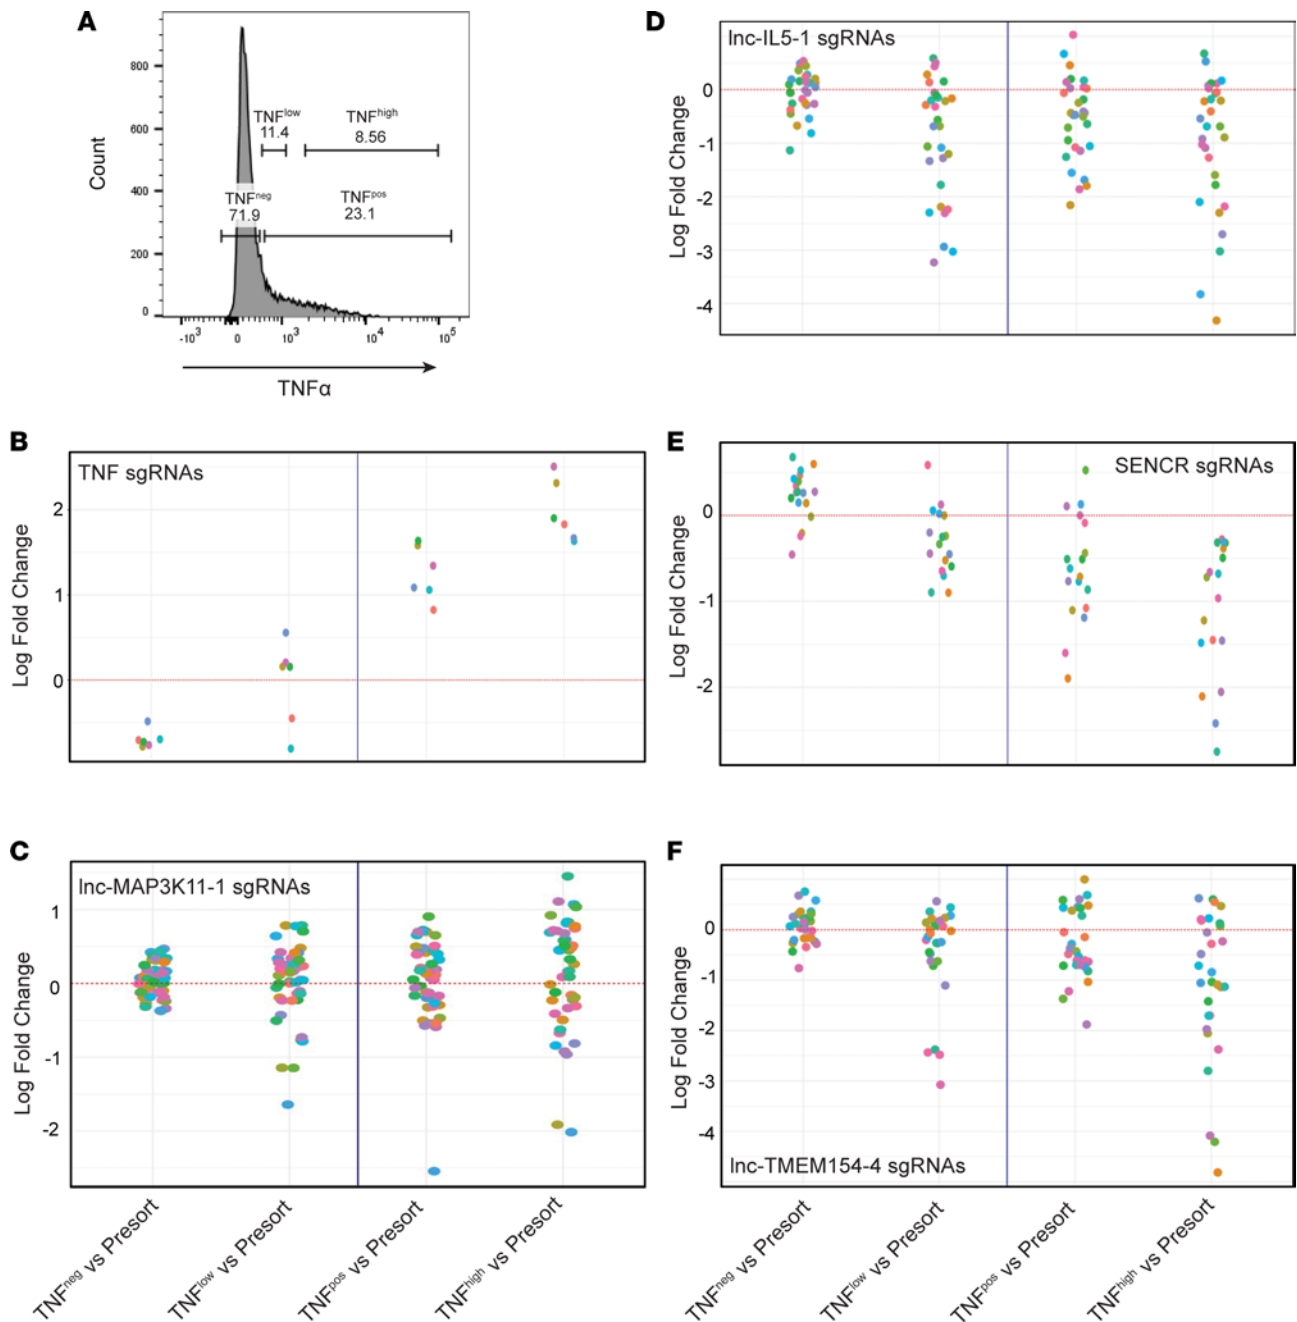 A
800
600
400
200
0
Count
TNFlow
11.4
TNFhigh
8.56
TNFneg
71.9
TNFpos
23.1
-10³
0
10³
10⁴
10⁵
TNFα
B
TNF sgRNAs
2
1
0
Log Fold Change
C
lnc-MAP3K11-1 sgRNAs
1
0
-1
-2
Log Fold Change
TNFneg vs Presort
TNFlow vs Presort
TNFpos vs Presort
TNFhigh vs Presort
D
lnc-IL5-1 sgRNAs
0
-1
-2
-3
-4
Log Fold Change
E
SENCR sgRNAs
0
-1
-2
Log Fold Change
F
0
-1
-2
-3
-4
Log Fold Change
lnc-TMEM154-4 sgRNAs
TNFneg vs Presort
TNFlow vs Presort
TNFpos vs Presort
TNFhigh vs Presort